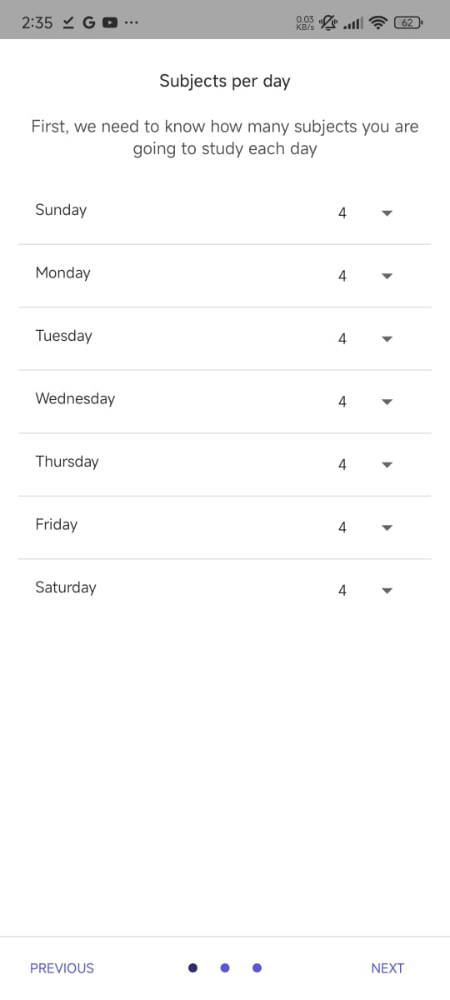 2:35 G ... 0.03 KB/s 62
Subjects per day
First, we need to know how many subjects you are
going to study each day
Sunday 4
Monday 4
Tuesday 4
Wednesday 4
Thursday 4
Friday 4
Saturday 4
PREVIOUS NEXT